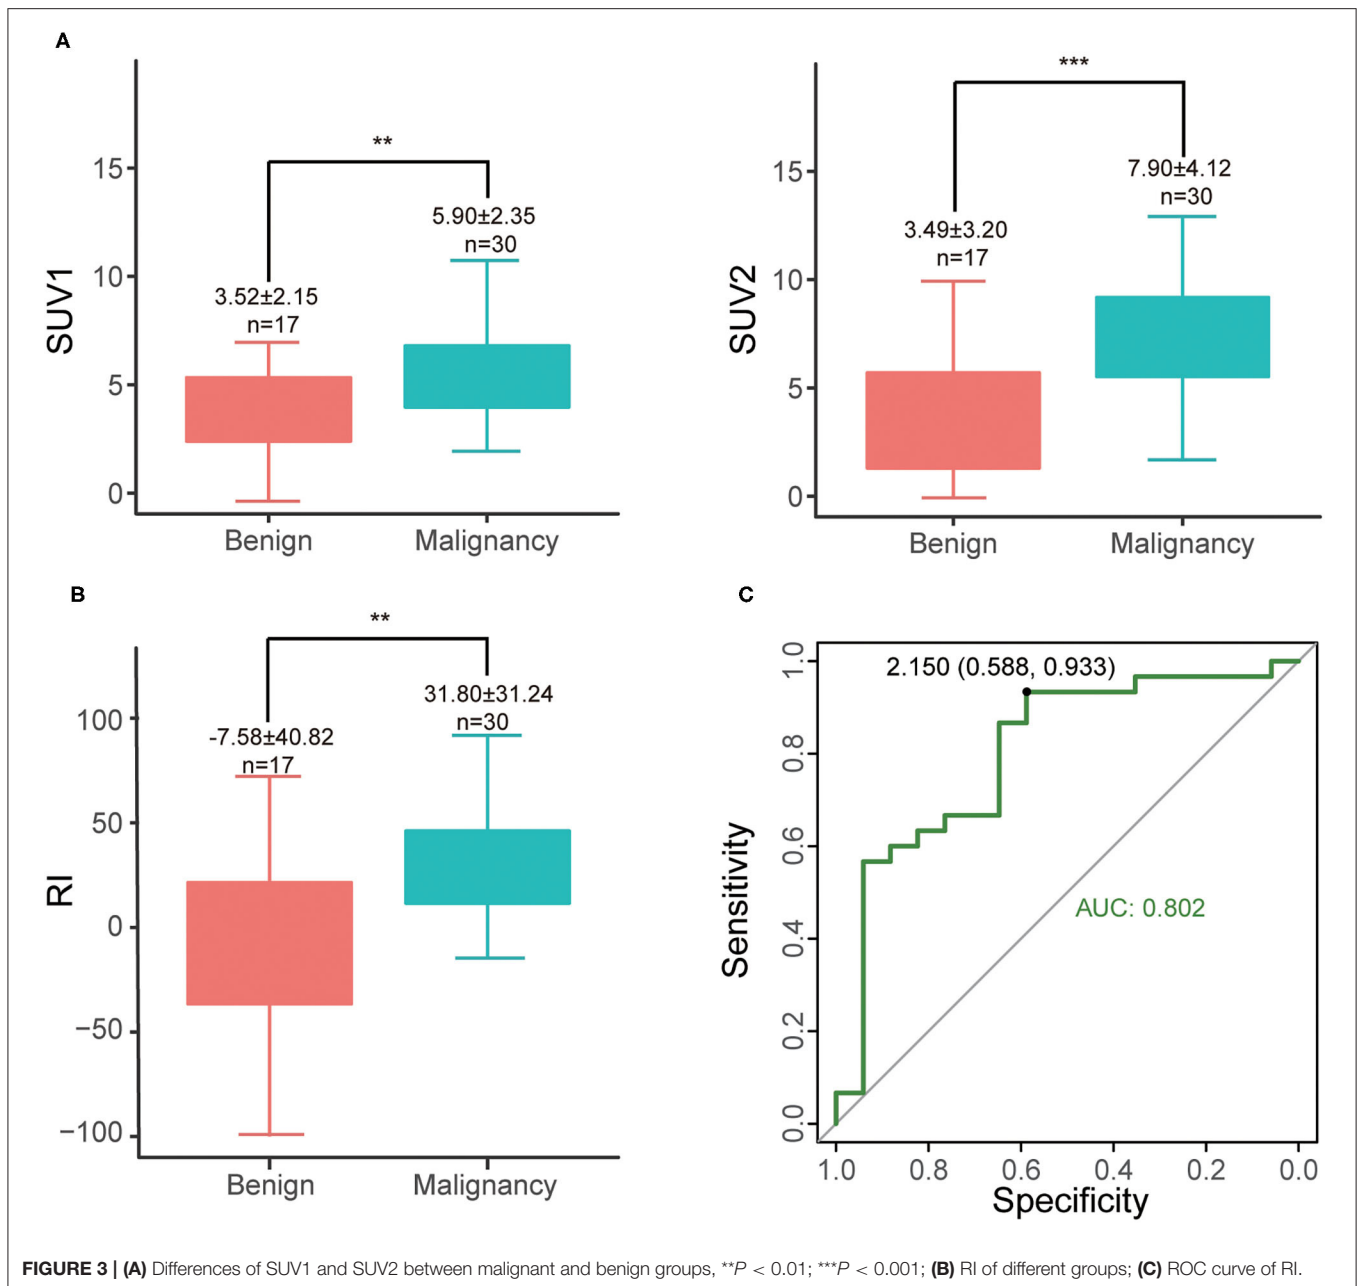 A
**
15
10
5
0
SUV1
3.52±2.15
n=17
5.90±2.35
n=30
Benign
Malignancy
***
15
10
5
0
SUV2
3.49±3.20
n=17
7.90±4.12
n=30
Benign
Malignancy
B
**
100
50
0
−50
−100
RI
-7.58±40.82
n=17
31.80±31.24
n=30
Benign
Malignancy
C
2.150 (0.588, 0.933)
AUC: 0.802
1.0
0.8
0.6
0.4
0.2
0.0
Sensitivity
1.0
0.8
0.6
0.4
0.2
0.0
Specificity
FIGURE 3 | (A) Differences of SUV1 and SUV2 between malignant and benign groups, **P < 0.01; ***P < 0.001; (B) RI of different groups; (C) ROC curve of RI.